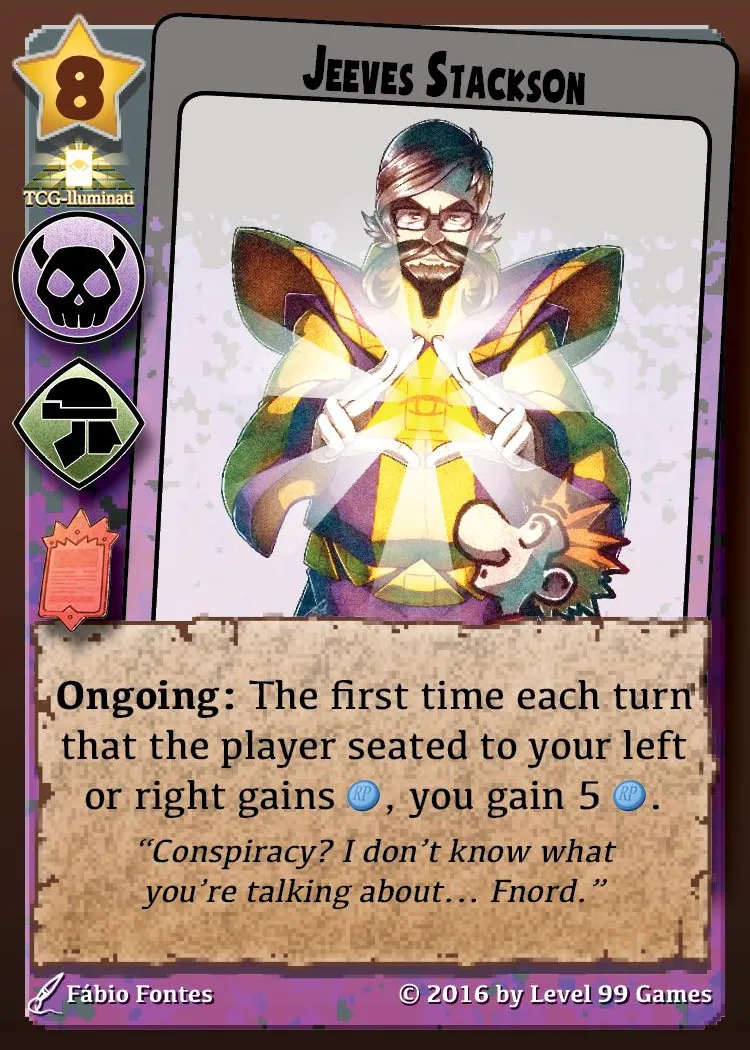 8
JEEVES STACKSON
TCG-lluminati
Ongoing: The first time each turn
that the player seated to your left
or right gains RP, you gain 5 RP.
“Conspiracy? I don’t know what
you’re talking about... Fnord.”
Fábio Fontes
© 2016 by Level 99 Games